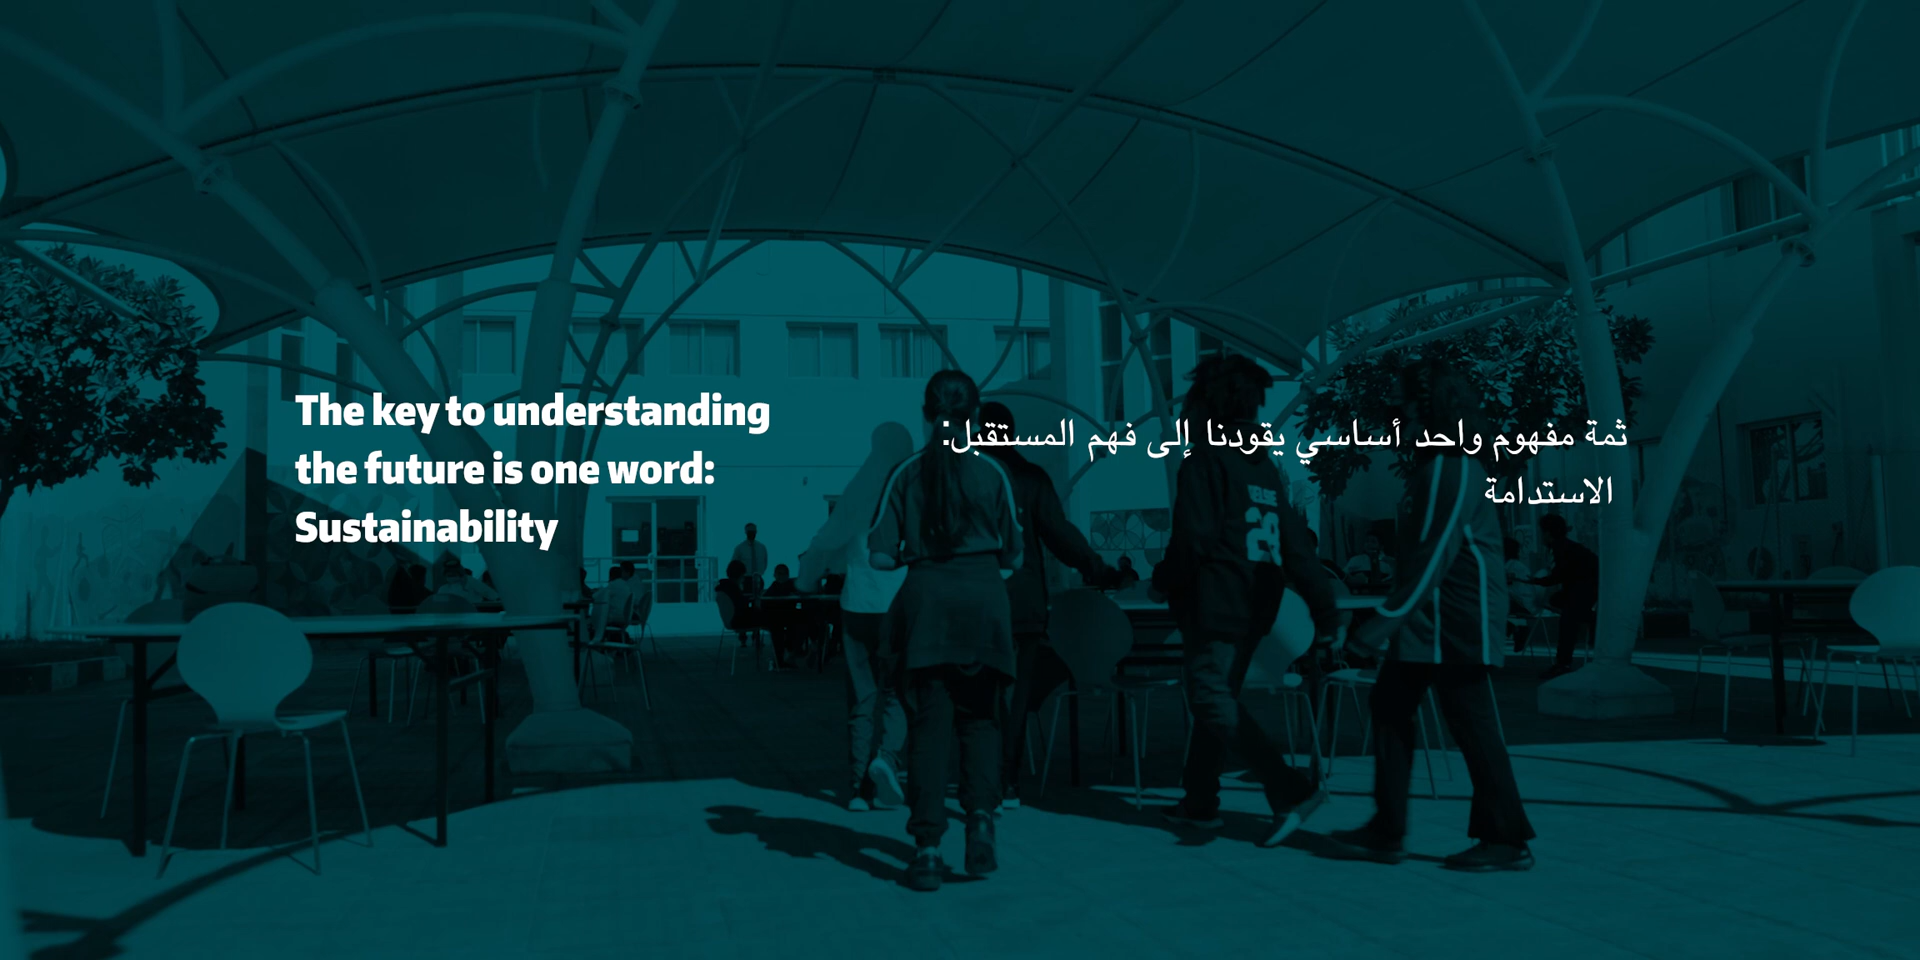 The key to understanding
the future is one word:
Sustainability
ثمة مفهوم واحد أساسي يقودنا إلى فهم المستقبل:
الاستدامة